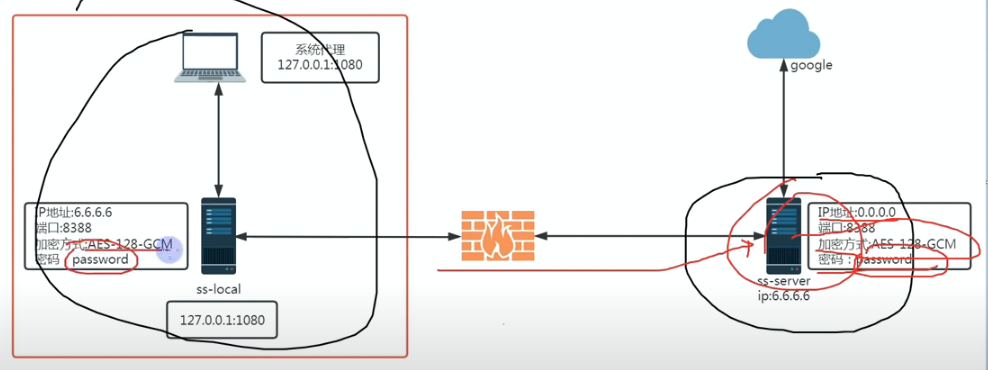 系统代理
127.0.0.1:1080
google
IP地址:6.6.6.6
端口:8388
加密方式:AES-128-GCM
密码: password
ss-local
127.0.0.1:1080
IP地址:0.0.0.0
端口:8388
加密方式:AES-128-GCM
密码：password
ss-server
ip:6.6.6.6